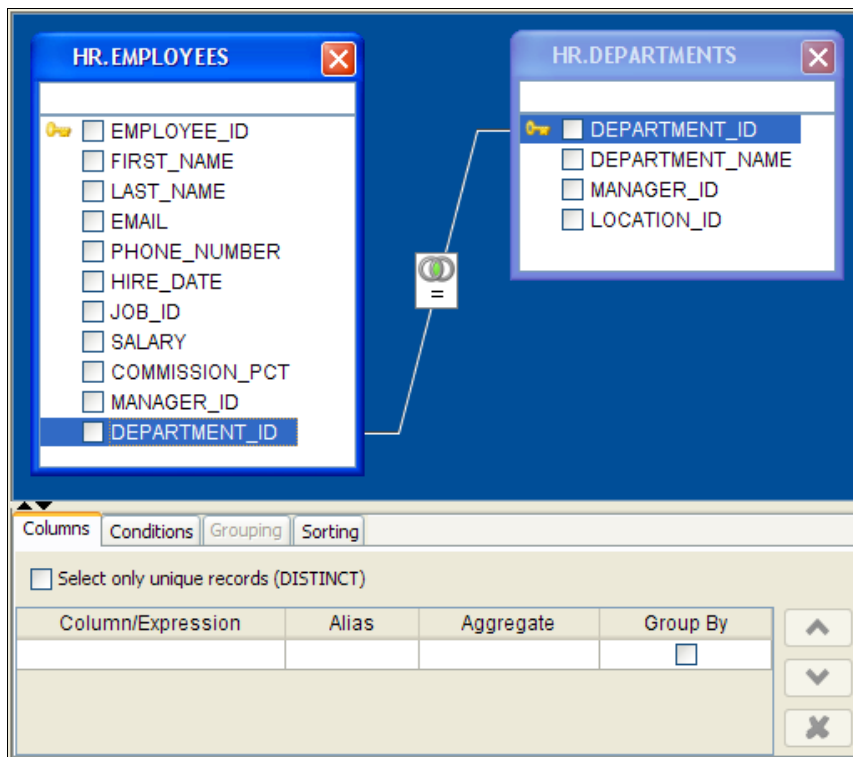 HR.EMPLOYEES
EMPLOYEE_ID
FIRST_NAME
LAST_NAME
EMAIL
PHONE_NUMBER
HIRE_DATE
JOB_ID
SALARY
COMMISSION_PCT
MANAGER_ID
DEPARTMENT_ID
=
HR.DEPARTMENTS
DEPARTMENT_ID
DEPARTMENT_NAME
MANAGER_ID
LOCATION_ID
Columns Conditions Grouping Sorting
Select only unique records (DISTINCT)
Column/Expression Alias Aggregate Group By